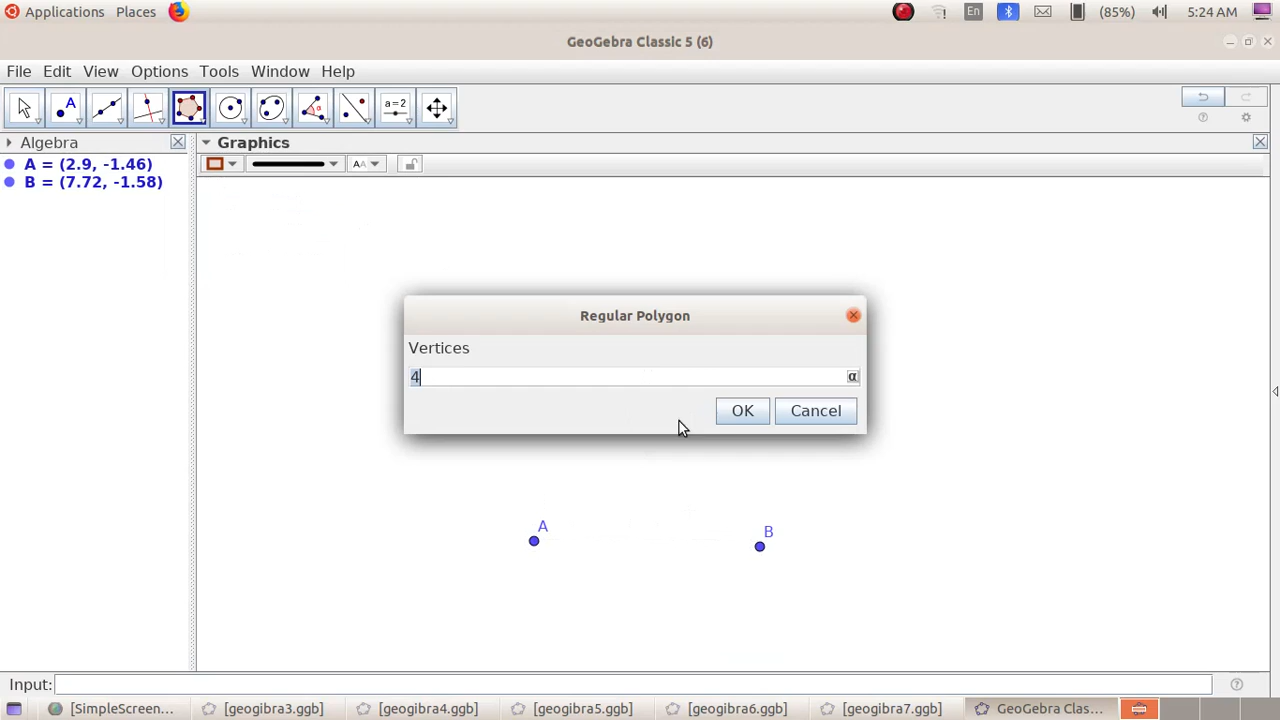 Applications Places En (85%) 5:24 AM
GeoGebra Classic 5 (6)
File Edit View Options Tools Window Help
A α a=2
Algebra Graphics
A = (2.9, -1.46) AA
B = (7.72, -1.58)
Regular Polygon
Vertices
4 α
OK Cancel
A
B
Input:
[SimpleScreen... [geogibra3.ggb] [geogibra4.ggb] [geogibra5.ggb] [geogibra6.ggb] [geogibra7.ggb] GeoGebra Clas...